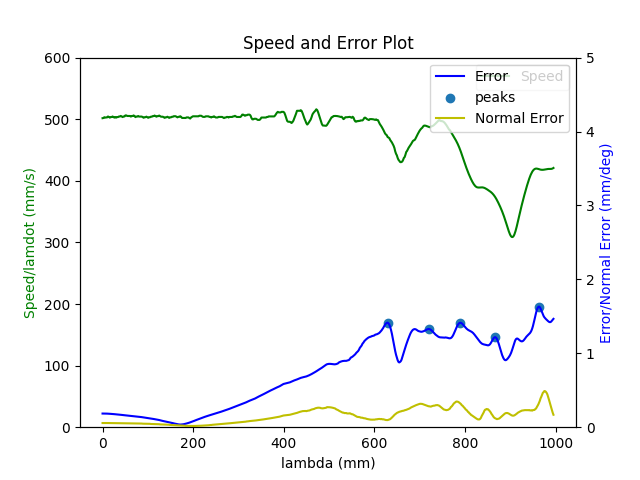 Speed and Error Plot
600
500
400
300
200
100
0
5
4
3
2
1
0
0
200
400
600
800
1000
Speed/lamdot (mm/s)
Error/Normal Error (mm/deg)
lambda (mm)
Error
Speed
peaks
Normal Error